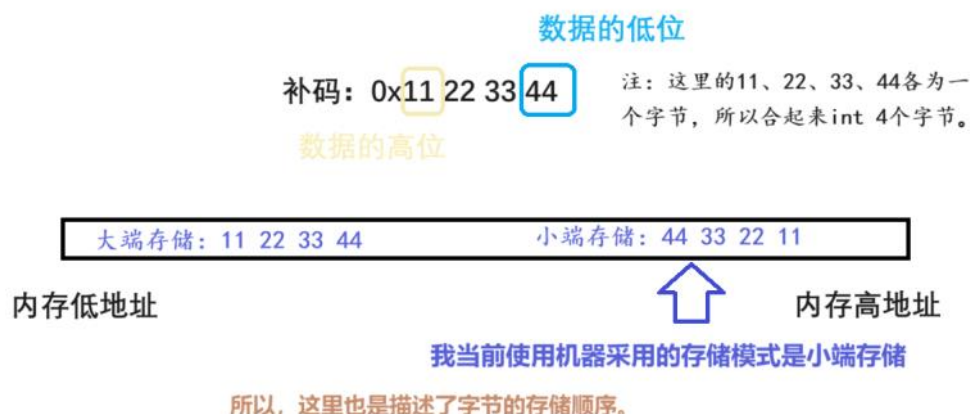 数据的低位
补码：0x11 22 33 44
注：这里的11、22、33、44各为一
个字节，所以合起来int 4个字节。
数据的高位
大端存储：11 22 33 44
小端存储：44 33 22 11
内存低地址
内存高地址
我当前使用机器采用的存储模式是小端存储
所以，这里也是描述了字节的存储顺序。